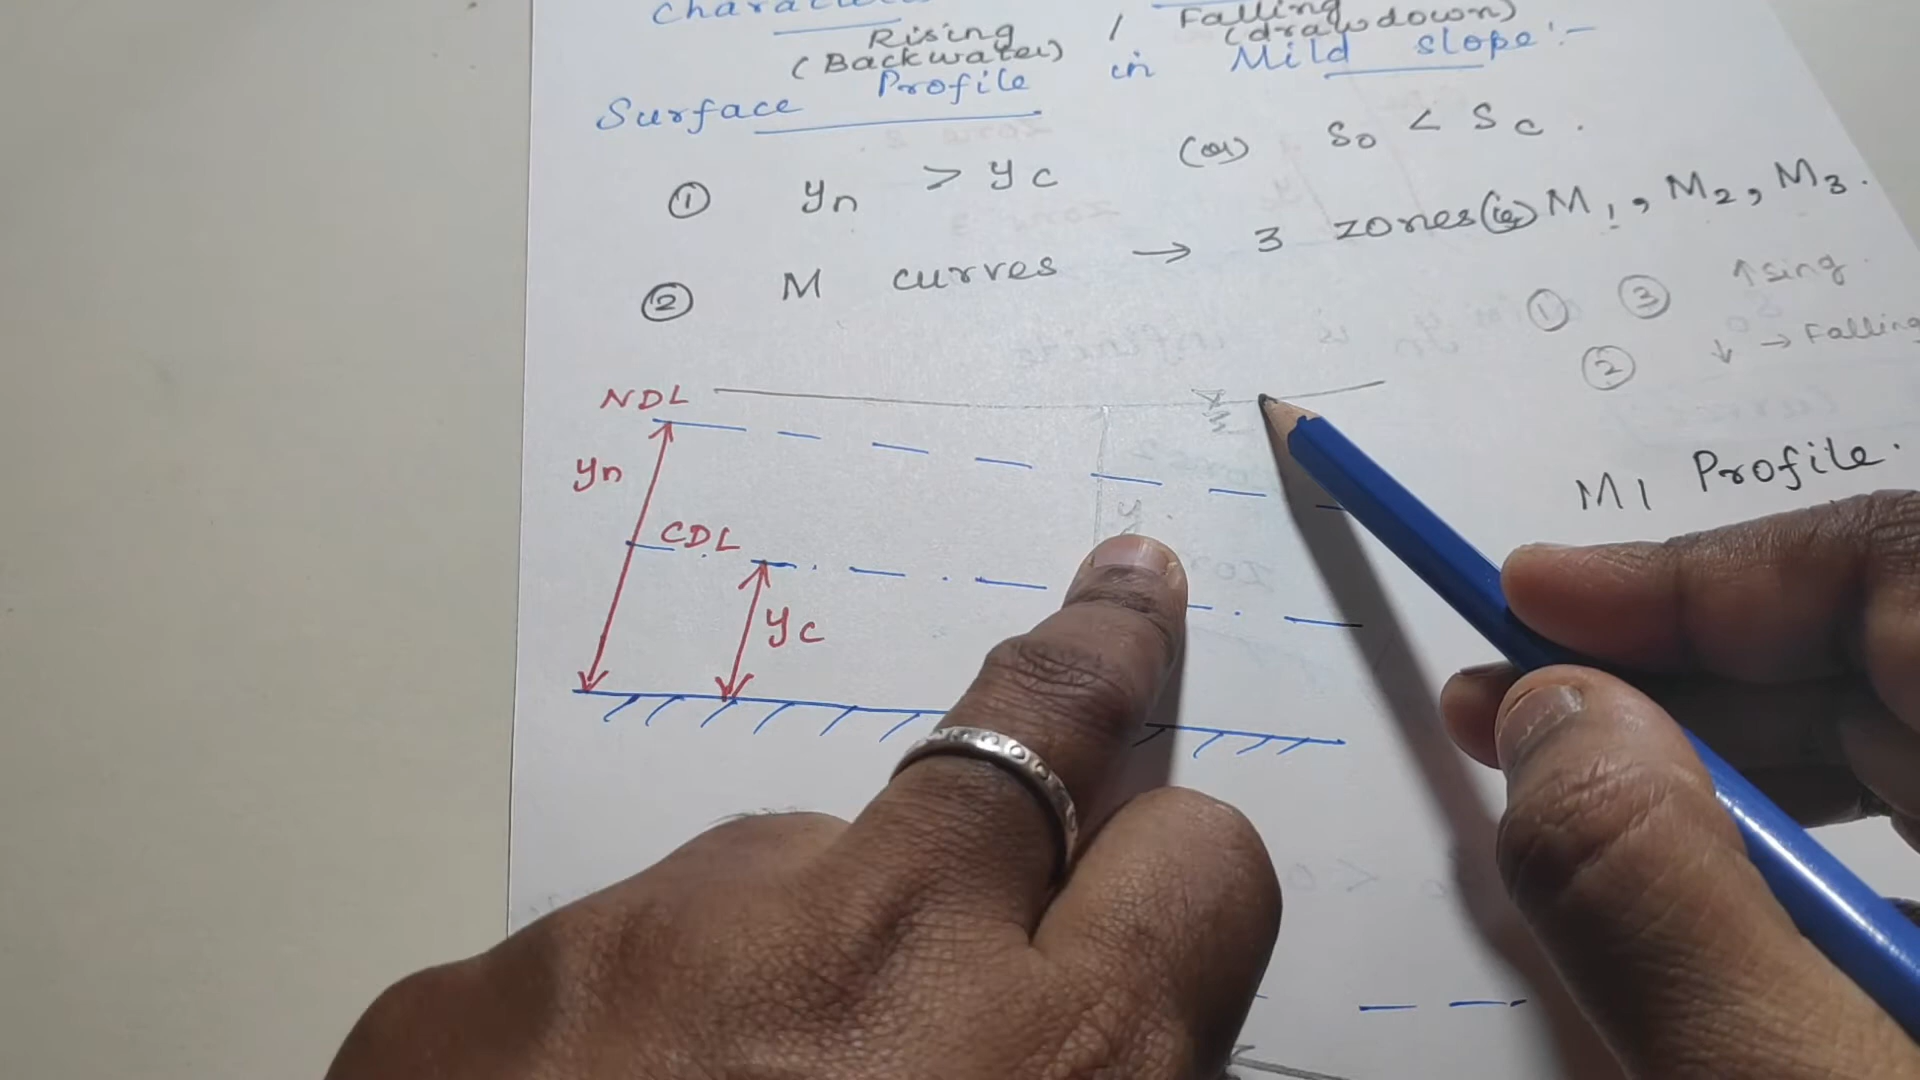 Rising / Falling
(Backwater) (drawdown)
Surface Profile in Mild slope :-
① yn > yc (or) So < Sc .
② M curves → 3 zones (ie) M1, M2, M3 .
① ③ ↑sing .
② ↓ → Falling
NDL
yn
CDL
yc
y
M1 Profile.